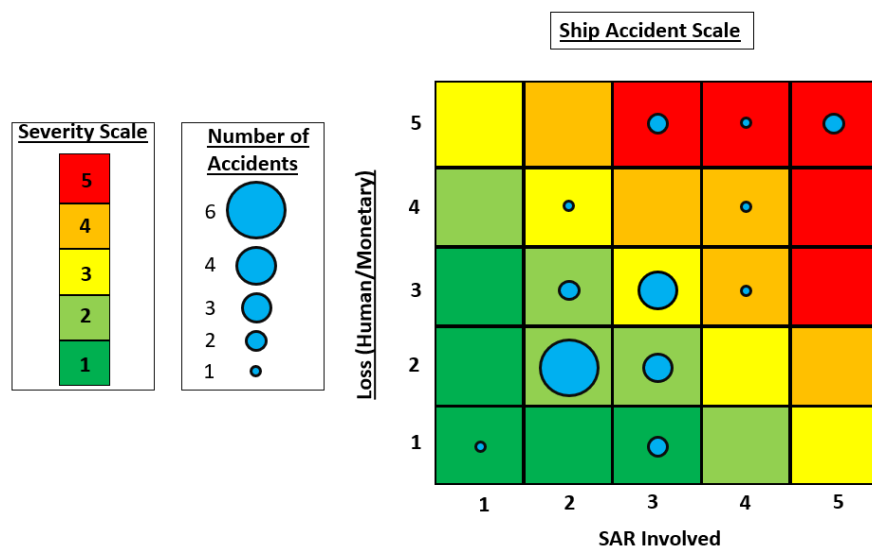 Ship Accident Scale
Severity Scale
5
4
3
2
1
Number of
Accidents
6
4
3
2
1
Loss (Human/Monetary)
5
4
3
2
1
1 2 3 4 5
SAR Involved